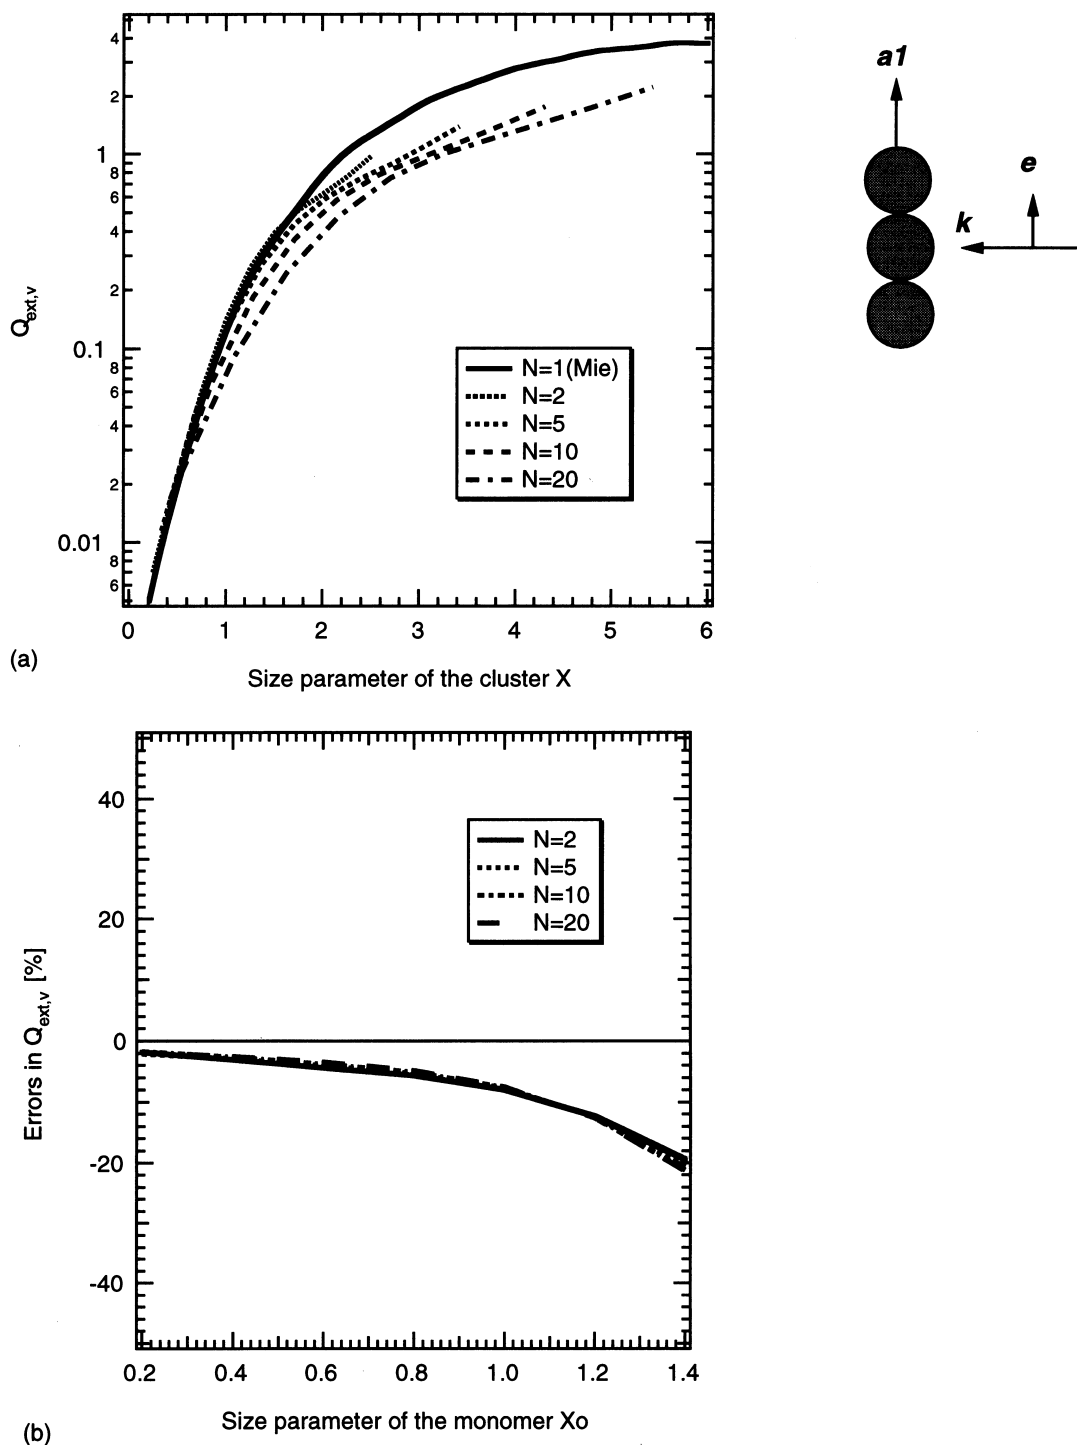 4
2
1
8
6
4
2
0.1
8
6
4
2
0.01
8
6
Q_ext,v
N=1(Mie)
N=2
N=5
N=10
N=20
0 1 2 3 4 5 6
(a)
Size parameter of the cluster X
a1
e
k
40
20
0
-20
-40
Errors in Q_ext,v [%]
N=2
N=5
N=10
N=20
0.2 0.4 0.6 0.8 1.0 1.2 1.4
(b)
Size parameter of the monomer Xo